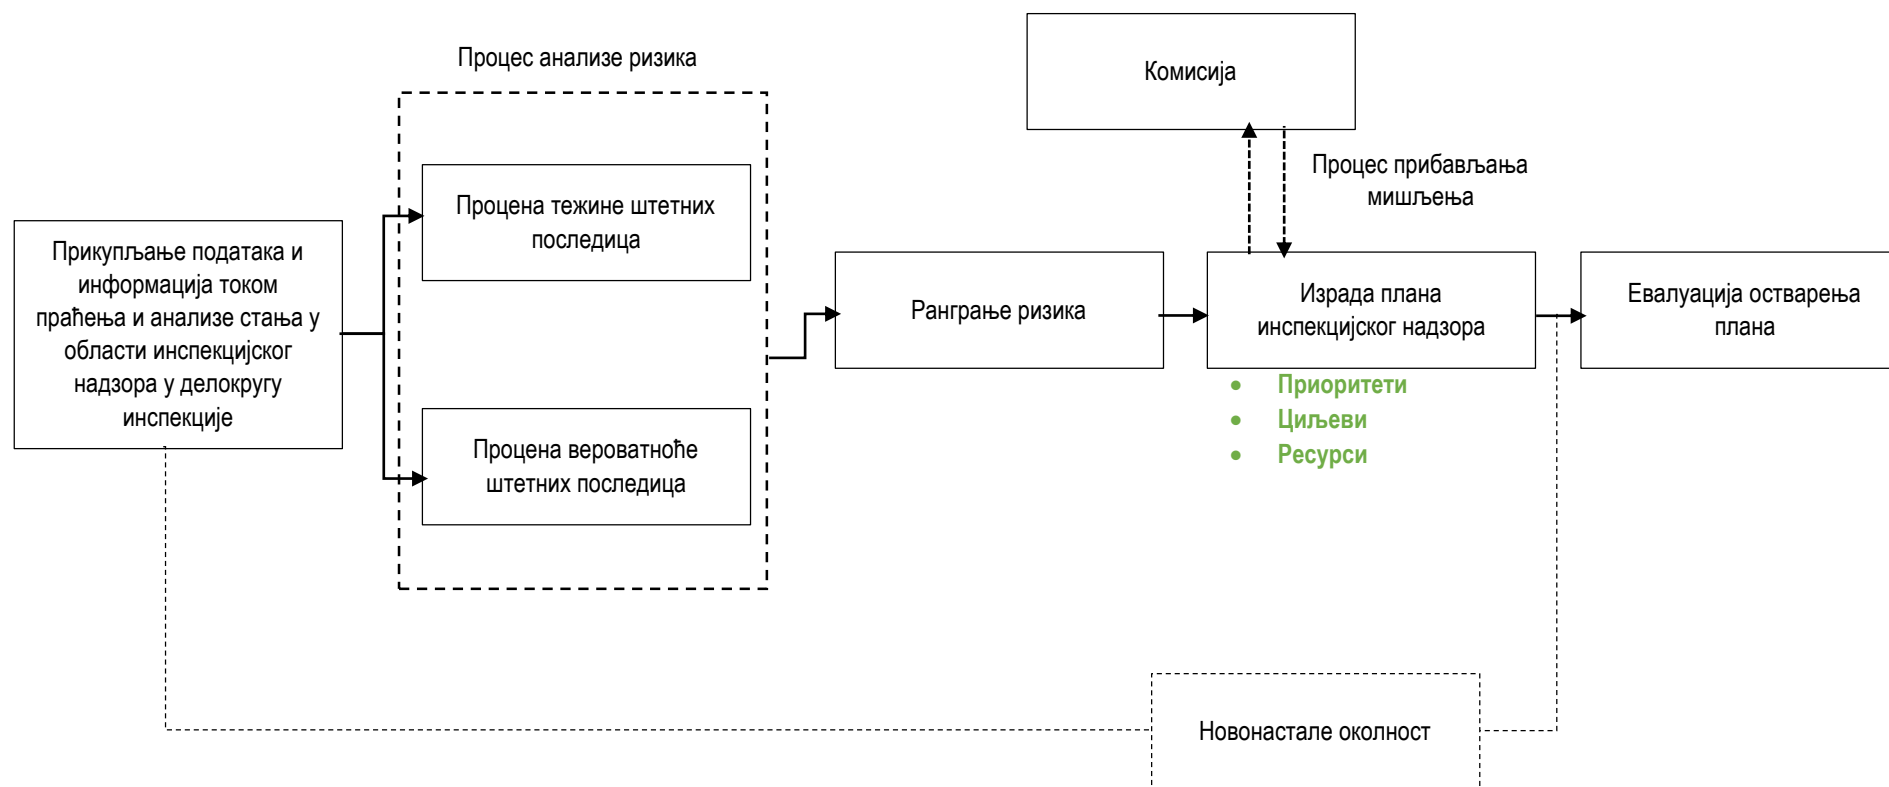 Процес анализе ризика
Комисија
Процес прибављања
мишљења
Процена тежине штетних
последица
Прикупљање података и
информација током
праћења и анализе стања у
области инспекцијског
надзора у делокругу
инспекције
Ранграње ризика
Израда плана
инспекцијског надзора
Евалуација остварења
плана
• Приоритети
• Циљеви
• Ресурси
Процена вероватноће
штетних последица
Новонастале околност